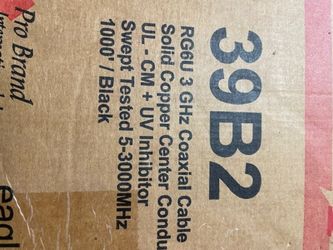 39B2
RG6U 3 GHz Coaxial Cable
Solid Copper Center Condu
UL - CM + UV Inhibitor
Swept Tested 5-3000MHz
1000' / Black
Pro Brand
eagl